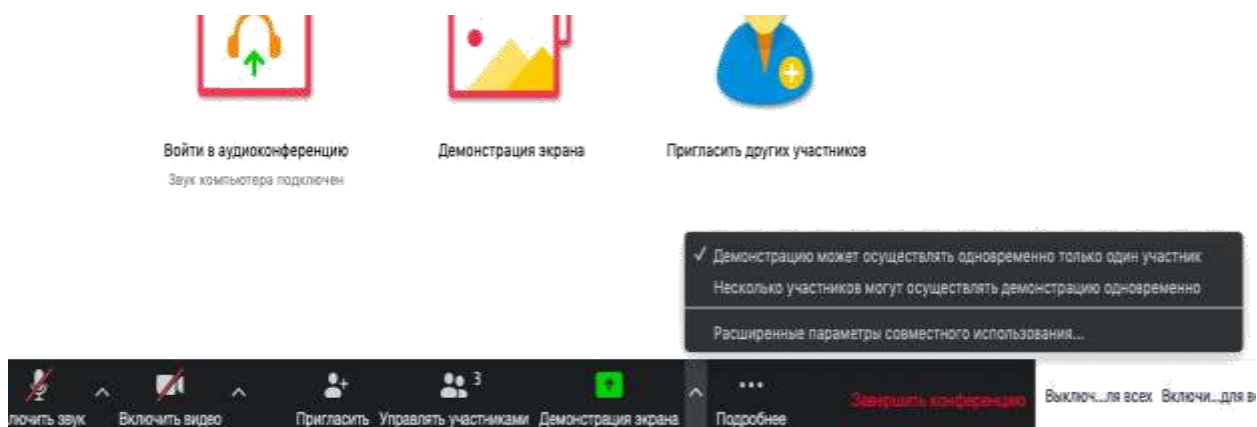 Войти в аудиоконференцию
Звук компьютера подключен
Демонстрация экрана
Пригласить других участников
✓ Демонстрацию может осуществлять одновременно только один участник
Несколько участников могут осуществлять демонстрацию одновременно
Расширенные параметры совместного использования...
лючить звук
Включить видео
Пригласить
3
Управлять участниками
Демонстрация экрана
Подробнее
Завершить конференцию
Выключ...ля всех
Включи...для в